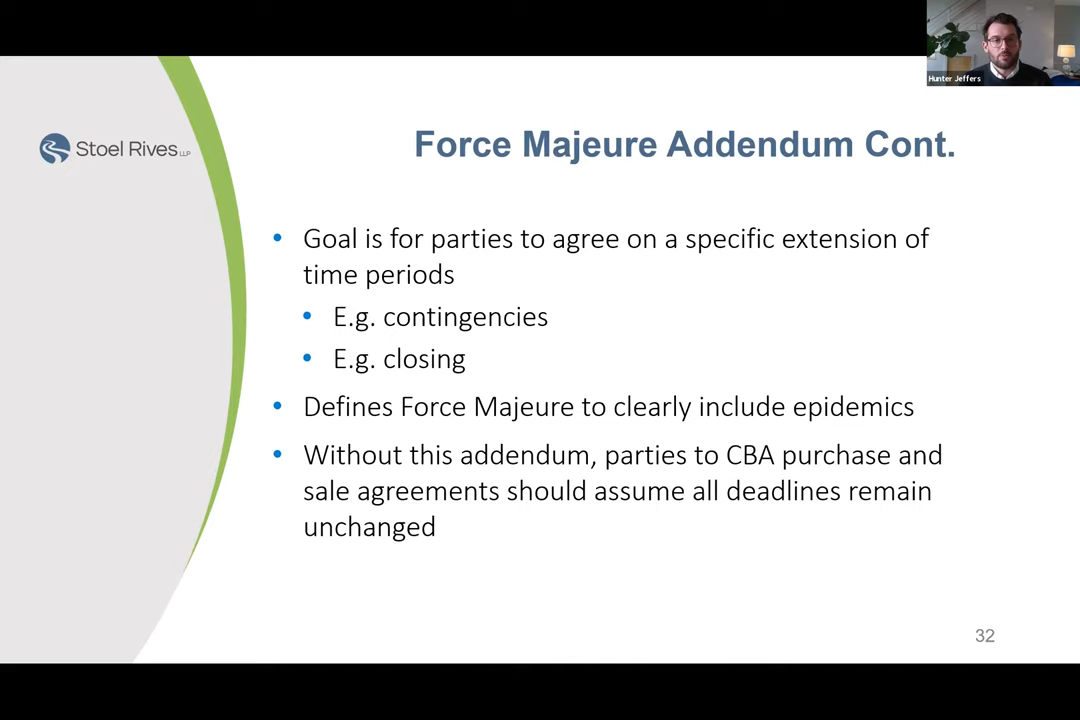 Hunter Jeffers
Stoel Rives LLP
Force Majeure Addendum Cont.
• Goal is for parties to agree on a specific extension of
time periods
• E.g. contingencies
• E.g. closing
• Defines Force Majeure to clearly include epidemics
• Without this addendum, parties to CBA purchase and
sale agreements should assume all deadlines remain
unchanged
32